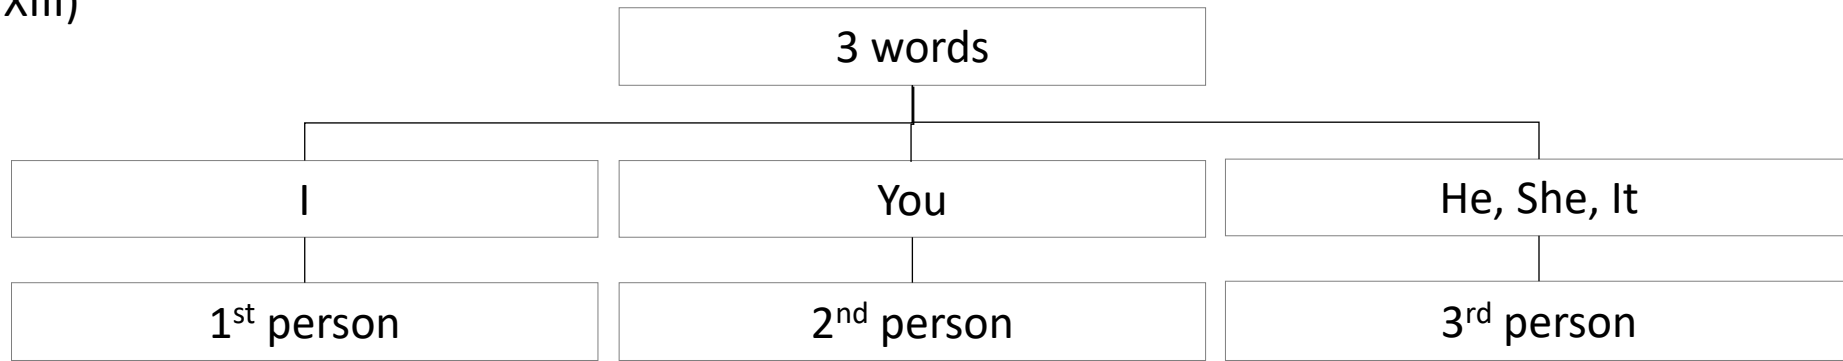 XIII)
3 words
I
You
He, She, It
1st person
2nd person
3rd person